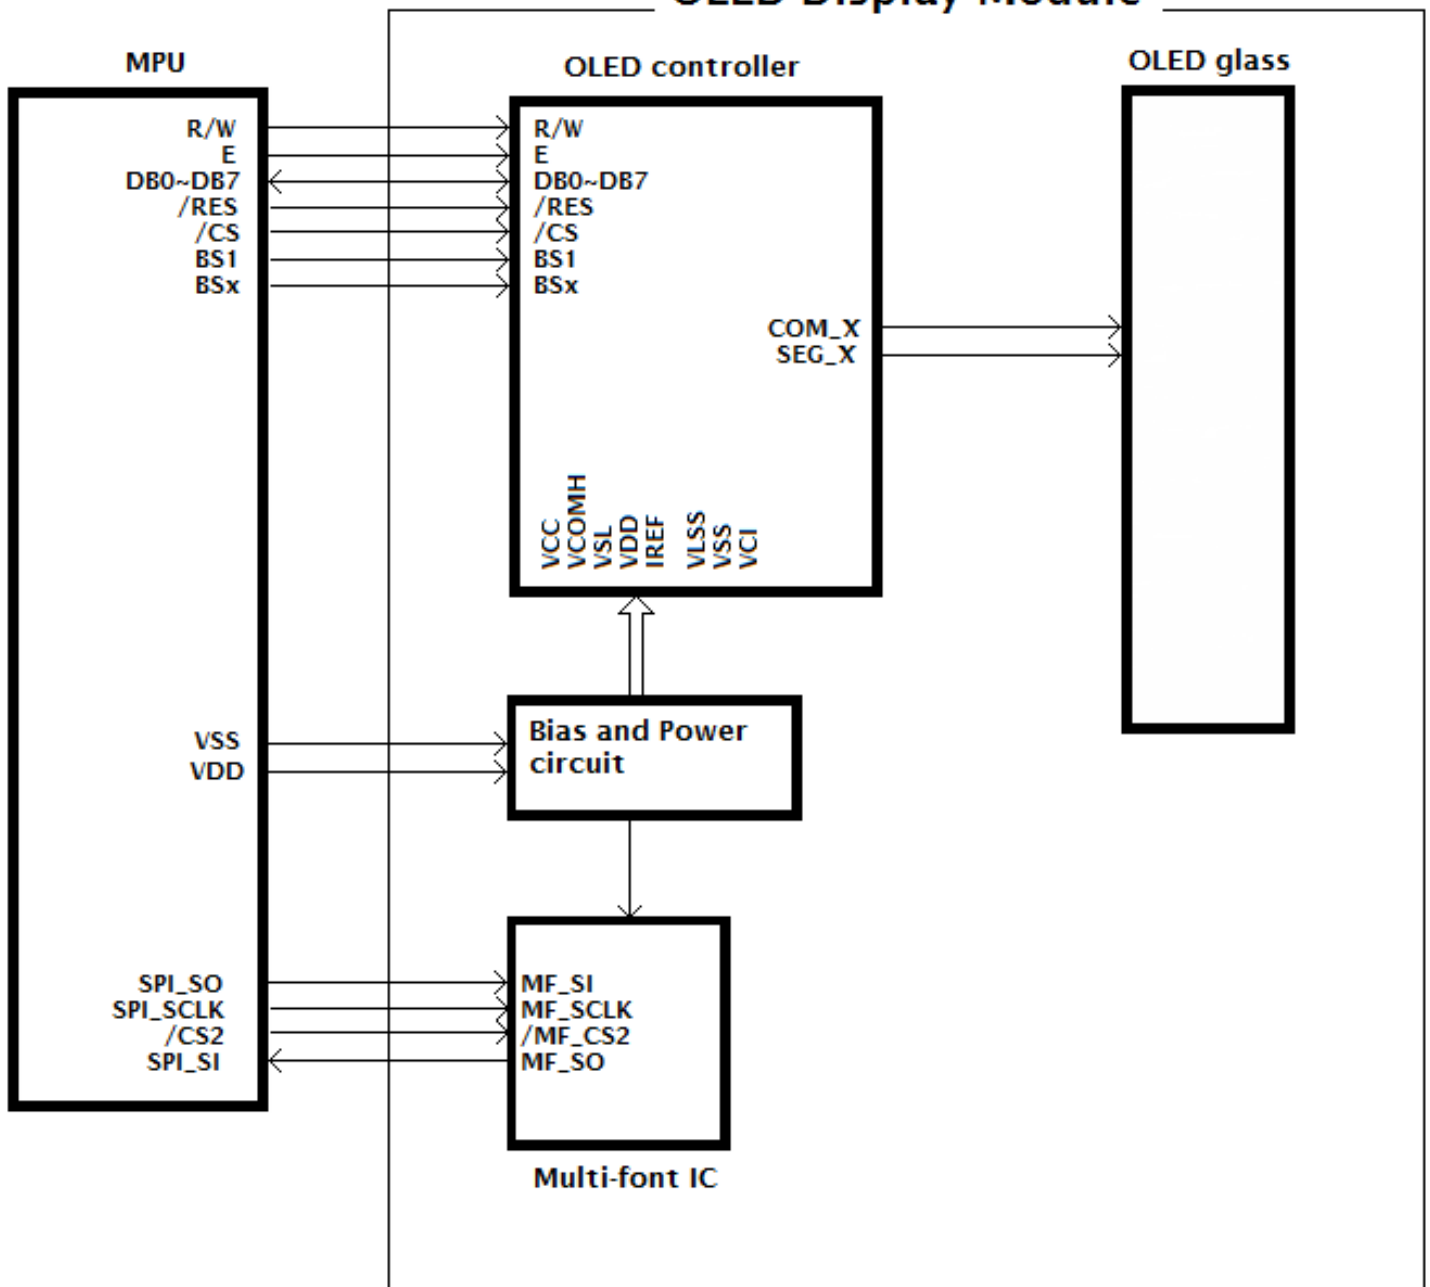 OLED Display Module
MPU
OLED controller
OLED glass
R/W
E
DB0~DB7
/RES
/CS
BS1
BSx
R/W
E
DB0~DB7
/RES
/CS
BS1
BSx
COM_X
SEG_X
VCC
VCOMH
VSL
VDD
IREF
VLSS
VSS
VCI
VSS
VDD
Bias and Power
circuit
SPI_SO
SPI_SCLK
/CS2
SPI_SI
MF_SI
MF_SCLK
/MF_CS2
MF_SO
Multi-font IC